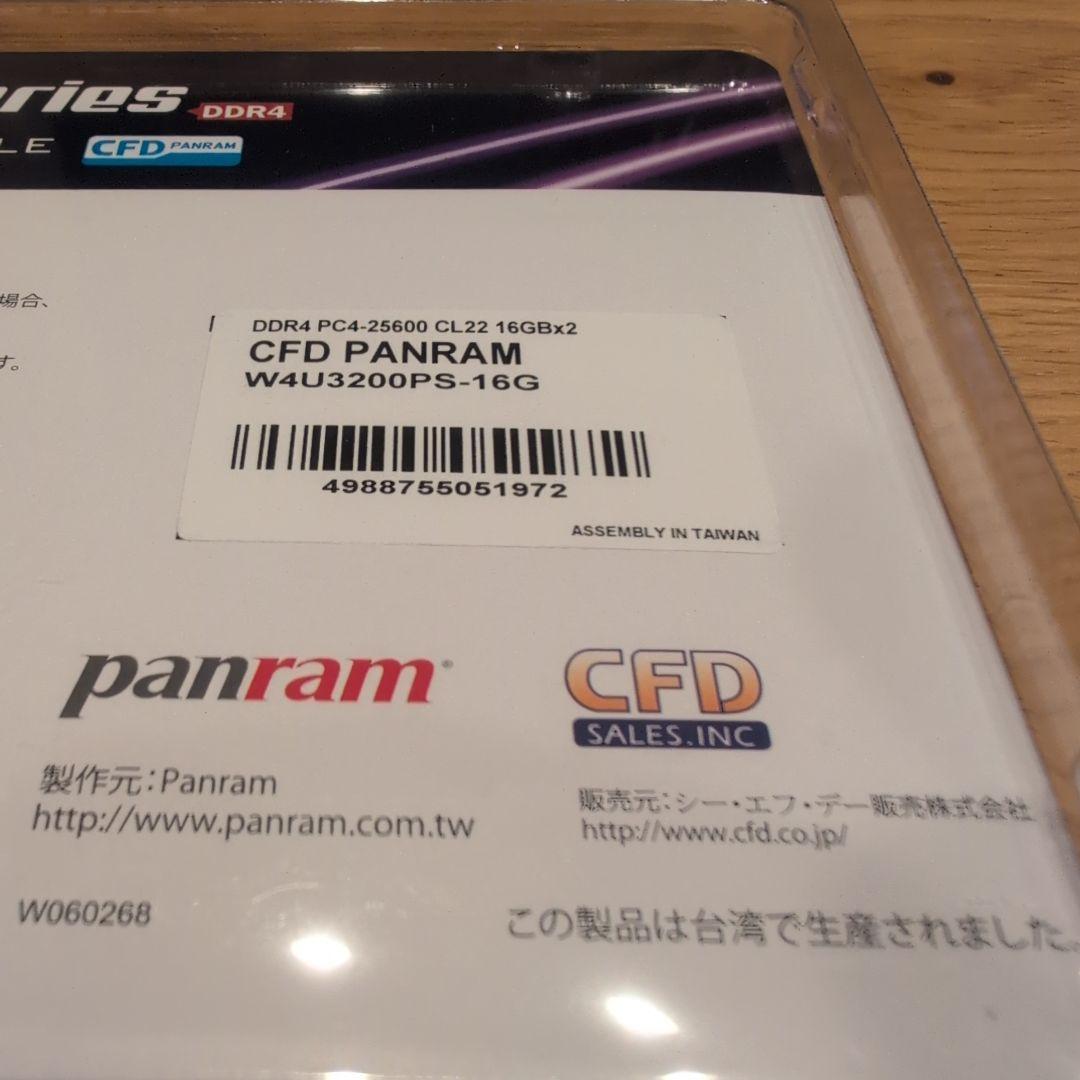 ries DDR4
LE CFD PANRAM
場合、
す。
DDR4 PC4-25600 CL22 16GBx2
CFD PANRAM
W4U3200PS-16G
4988755051972
ASSEMBLY IN TAIWAN
panram®
CFD
SALES.INC
製作元：Panram
http://www.panram.com.tw
販売元：シー・エフ・デー販売株式会社
http://www.cfd.co.jp/
W060268
この製品は台湾で生産されました。